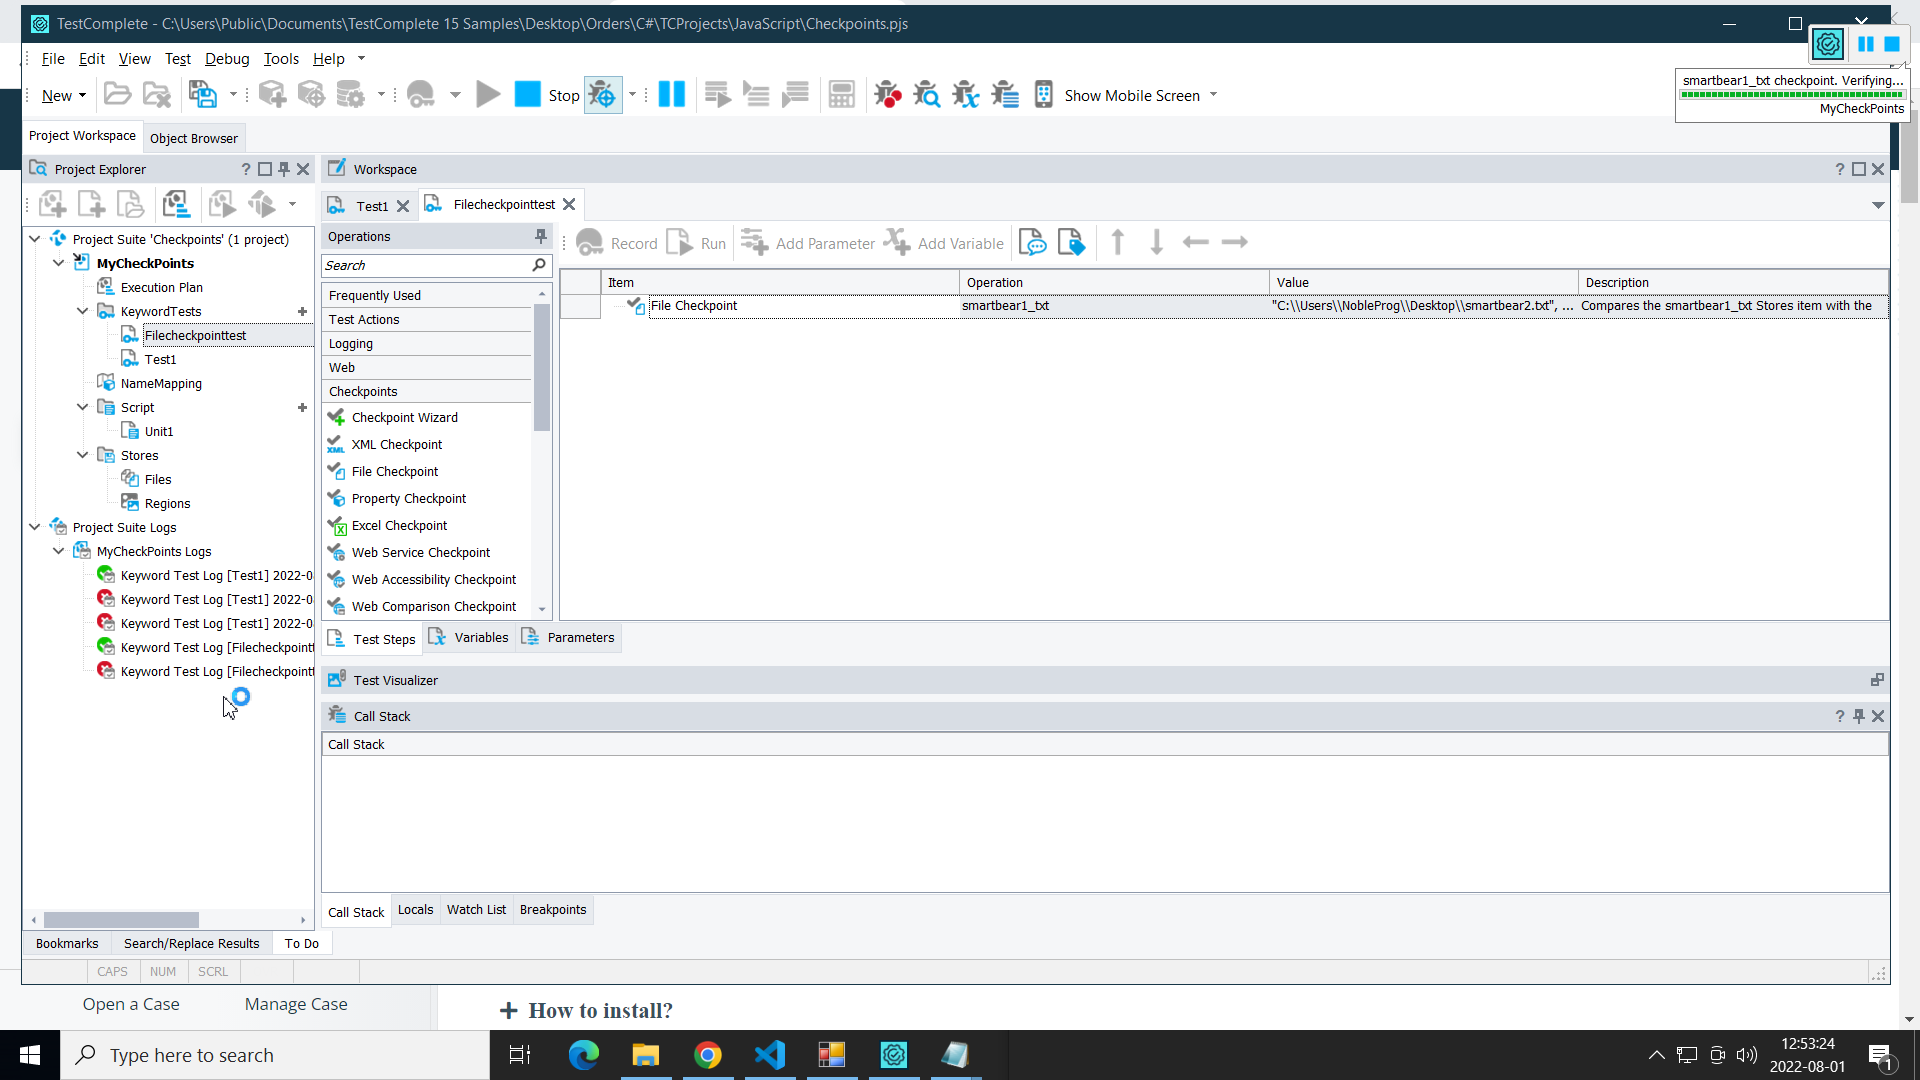 TestComplete - C:\Users\Public\Documents\TestComplete 15 Samples\Desktop\Orders\C#\TCProjects\JavaScript\Checkpoints.pjs
File Edit View Test Debug Tools Help
smartbear1_txt checkpoint. Verifying...
MyCheckPoints
New
Stop
Show Mobile Screen
Project Workspace
Object Browser
Project Explorer
Workspace
Test1
Filecheckpointtest
Project Suite 'Checkpoints' (1 project)
MyCheckPoints
Execution Plan
KeywordTests
Filecheckpointtest
Test1
NameMapping
Script
Unit1
Stores
Files
Regions
Project Suite Logs
MyCheckPoints Logs
Keyword Test Log [Test1] 2022-0
Keyword Test Log [Test1] 2022-0
Keyword Test Log [Test1] 2022-0
Keyword Test Log [Filecheckpointt
Keyword Test Log [Filecheckpointt
Operations
Search
Frequently Used
Test Actions
Logging
Web
Checkpoints
Checkpoint Wizard
XML Checkpoint
File Checkpoint
Property Checkpoint
Excel Checkpoint
Web Service Checkpoint
Web Accessibility Checkpoint
Web Comparison Checkpoint
Record Run Add Parameter Add Variable
Item Operation Value Description
File Checkpoint smartbear1_txt "C:\\Users\\NobleProg\\Desktop\\smartbear2.txt", ... Compares the smartbear1_txt Stores item with the
Test Steps Variables Parameters
Test Visualizer
Call Stack
Call Stack
Call Stack Locals Watch List Breakpoints
Bookmarks Search/Replace Results To Do
CAPS NUM SCRL
Open a Case Manage Case
+ How to install?
Type here to search
12:53:24
2022-08-01
1